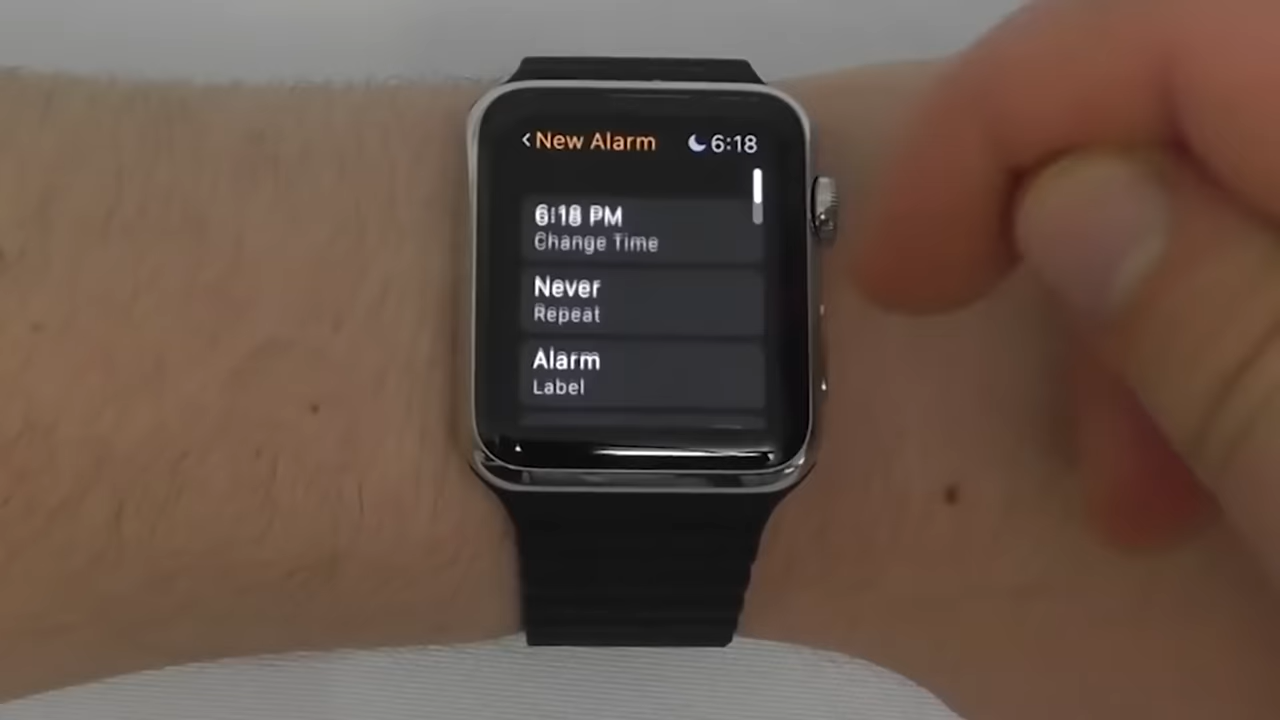 < New Alarm 6:18
6:18 PM
Change Time
Never
Repeat
Alarm
Label